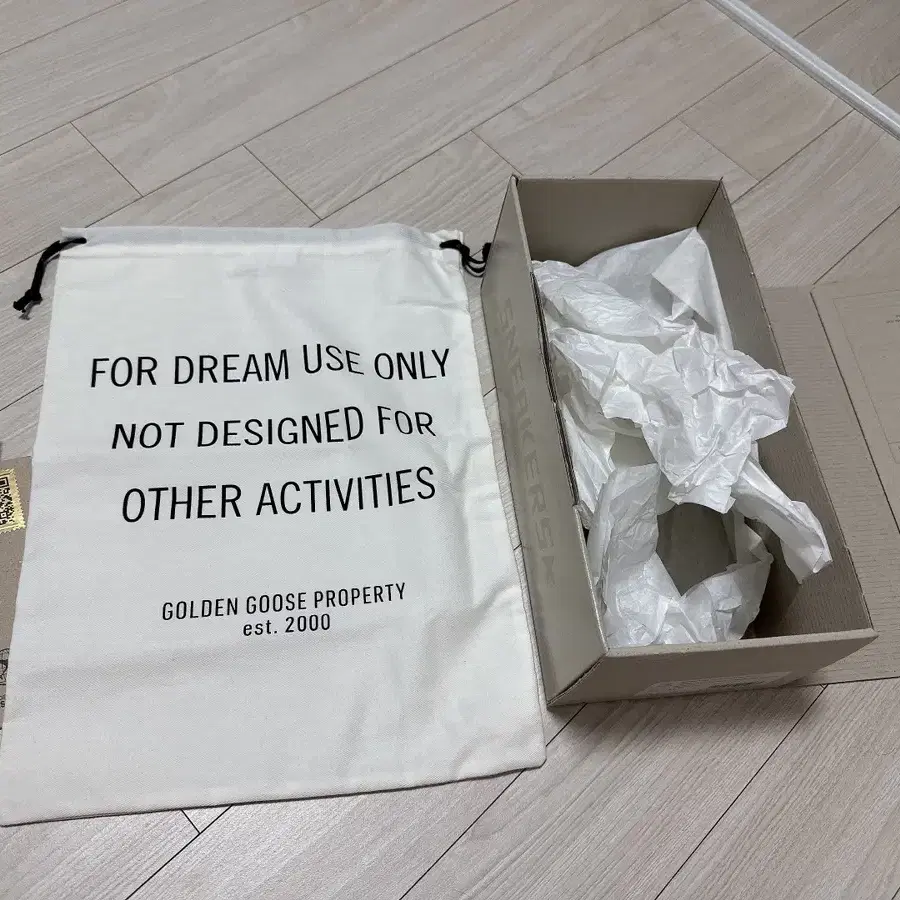 FOR DREAM USE ONLY
NOT DESIGNED FOR
OTHER ACTIVITIES
GOLDEN GOOSE PROPERTY
est. 2000
SNEAKERS